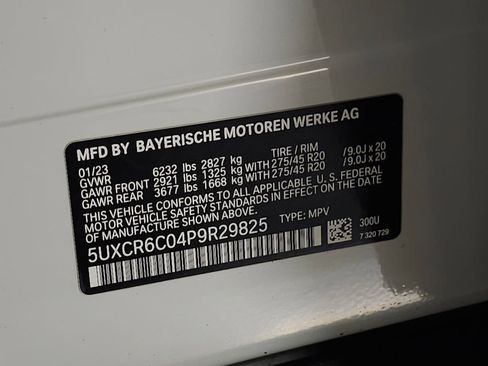 MFD BY BAYERISCHE MOTOREN WERKE AG
01/23 6232 lbs 2827 kg TIRE / RIM
GVWR
GAWR FRONT 2921 lbs 1325 kg WITH 275/45 R20 /9.0J x 20
GAWR REAR 3677 lbs 1668 kg WITH 275/45 R20 /9.0J x 20
THIS VEHICLE CONFORMS TO ALL APPLICABLE U.S. FEDERAL
MOTOR VEHICLE SAFETY STANDARDS IN EFFECT ON THE DATE
OF MANUFACTURE SHOWN ABOVE.
5UXCR6C04P9R29825 TYPE: MPV
300U
7 320 729